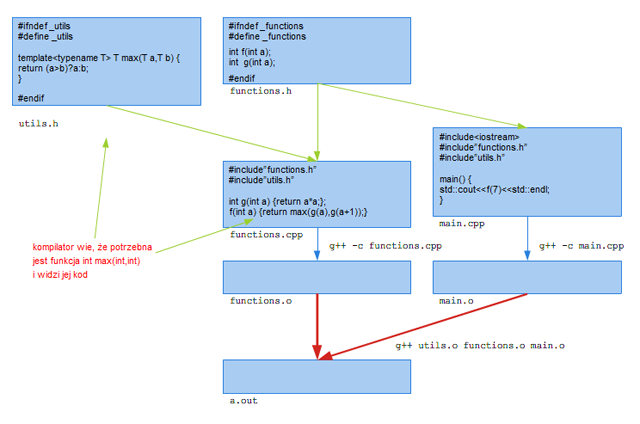 #ifndef _utils
#define _utils
template<typename T> T max(T a,T b) {
return (a>b)?a:b;
}
#endif
utils.h
#ifndef _functions
#define _functions
int f(int a);
int  g(int a);
#endif
functions.h
#include<iostream>
#include"functions.h"
#include"utils.h"
main() {
std::cout<<f(7)<<std::endl;
}
main.cpp
#include"functions.h"
#include"utils.h"
int g(int a) {return a*a;};
f(int a) {return max(g(a),g(a+1));}
functions.cpp
kompilator wie, że potrzebna
jest funkcja int max(int,int)
i widzi jej kod
g++ -c functions.cpp
g++ -c main.cpp
functions.o
main.o
g++ utils.o functions.o main.o
a.out